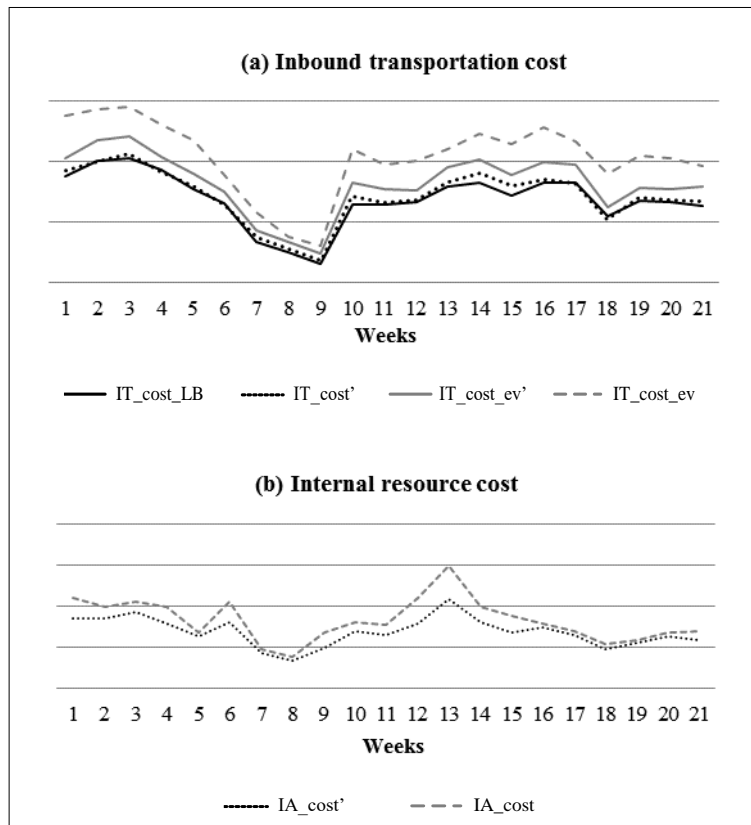 (a) Inbound transportation cost
1 2 3 4 5 6 7 8 9 10 11 12 13 14 15 16 17 18 19 20 21
Weeks
IT_cost_LB IT_cost’ IT_cost_ev’ IT_cost_ev
(b) Internal resource cost
1 2 3 4 5 6 7 8 9 10 11 12 13 14 15 16 17 18 19 20 21
Weeks
IA_cost’ IA_cost